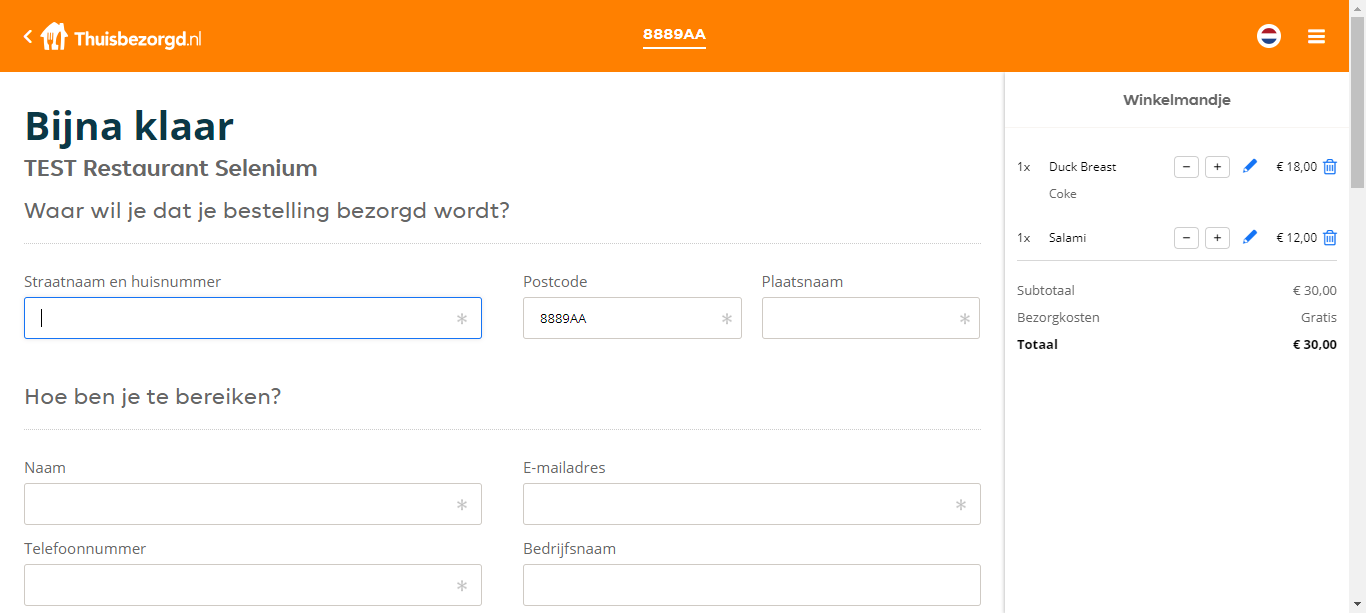 Thuisbezorgd.nl
8889AA
Bijna klaar
TEST Restaurant Selenium
Waar wil je dat je bestelling bezorgd wordt?
Straatnaam en huisnummer
*
Postcode
8889AA *
Plaatsnaam
*
Hoe ben je te bereiken?
Naam
*
E-mailadres
*
Telefoonnummer
*
Bedrijfsnaam
Winkelmandje
1x Duck Breast − + € 18,00
Coke
1x Salami − + € 12,00
Subtotaal € 30,00
Bezorgkosten Gratis
Totaal € 30,00